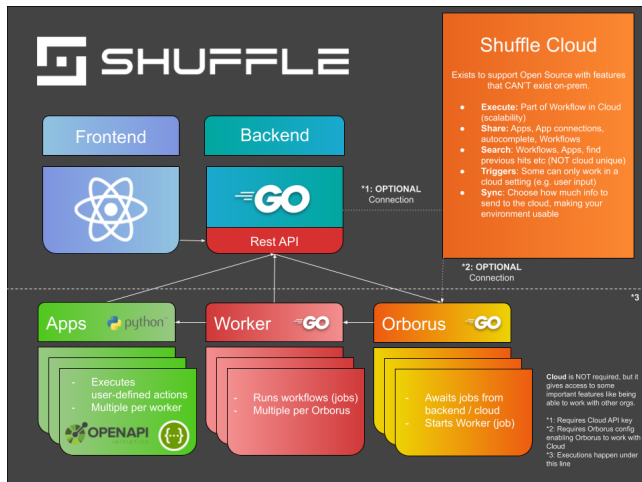 SHUFFLE
Shuffle Cloud
Exists to support Open Source with features
that CAN'T exist on-prem.
● Execute: Part of Workflow in Cloud
(scalability)
● Share: Apps, App connections,
autocomplete, Workflows
● Search: Workflows, Apps, find
previous hits etc (NOT cloud unique)
● Triggers: Some can only work in a
cloud setting (e.g. user input)
● Sync: Choose how much info to
send to the cloud, making your
environment usable
Frontend
Backend
GO
Rest API
*1: OPTIONAL
Connection
*2: OPTIONAL
Connection
*3
Apps
python
Worker
GO
Orborus
GO
- Executes
user-defined actions
- Multiple per worker
OPENAPI
INITIATIVE
{...}
- Runs workflows (jobs)
- Multiple per Orborus
- Awaits jobs from
backend / cloud
- Starts Worker (job)
Cloud is NOT required, but it
gives access to some
important features like being
able to work with other orgs.
*1: Requires Cloud API key
*2: Requires Orborus config
enabling Orborus to work with
Cloud
*3: Executions happen under
this line